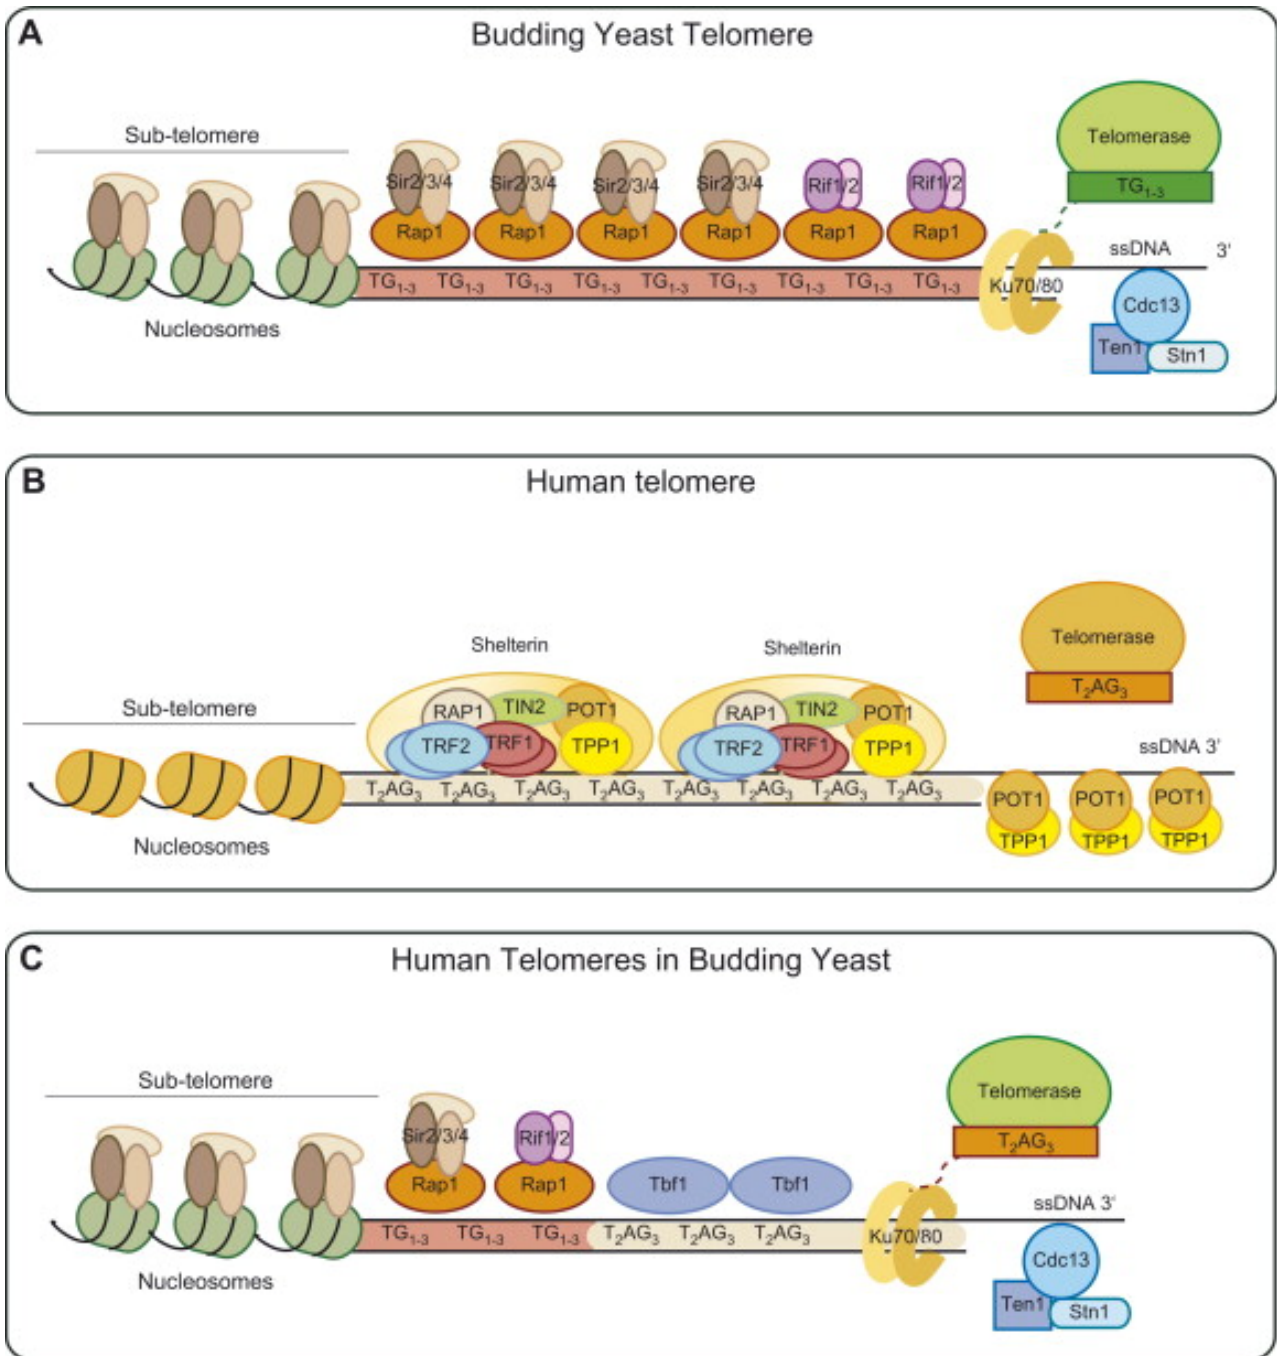 A
Budding Yeast Telomere
Sub-telomere
Telomerase
TG1-3
Sir2/3/4 Sir2/3/4 Sir2/3/4 Sir2/3/4 Rif1/2 Rif1/2
Rap1 Rap1 Rap1 Rap1 Rap1 Rap1
ssDNA 3'
TG1-3 TG1-3 TG1-3 TG1-3 TG1-3 TG1-3 TG1-3 TG1-3 TG1-3
Ku70/80
Cdc13
Nucleosomes
Ten1 Stn1
B
Human telomere
Telomerase
T2AG3
Shelterin Shelterin
Sub-telomere
RAP1 TIN2 POT1 RAP1 TIN2 POT1
TRF2 TRF1 TPP1 TRF2 TRF1 TPP1
ssDNA 3'
T2AG3 T2AG3 T2AG3 T2AG3 T2AG3 T2AG3 T2AG3 T2AG3
POT1 POT1 POT1
TPP1 TPP1 TPP1
Nucleosomes
C
Human Telomeres in Budding Yeast
Sub-telomere
Telomerase
T2AG3
Sir2/3/4 Rif1/2
Rap1 Rap1 Tbf1 Tbf1
ssDNA 3'
TG1-3 TG1-3 TG1-3 T2AG3 T2AG3 T2AG3
Ku70/80
Cdc13
Nucleosomes
Ten1 Stn1